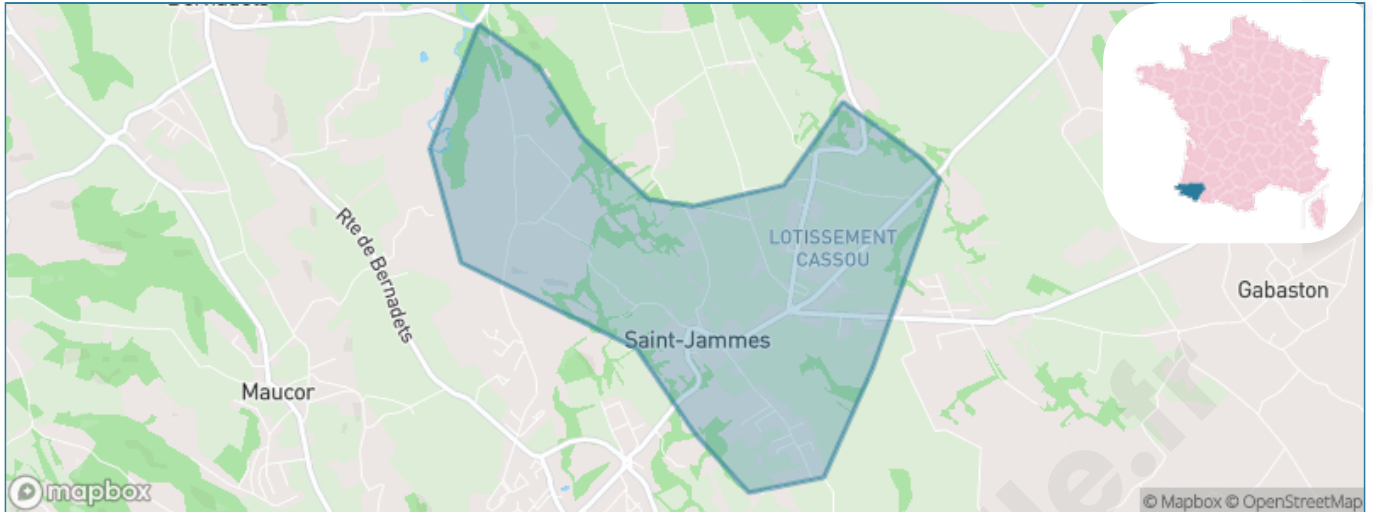 Rte de Bernadets
LOTISSEMENT
CASSOU
Gabaston
Saint-Jammes
Maucor
mapbox
© Mapbox © OpenStreetMap